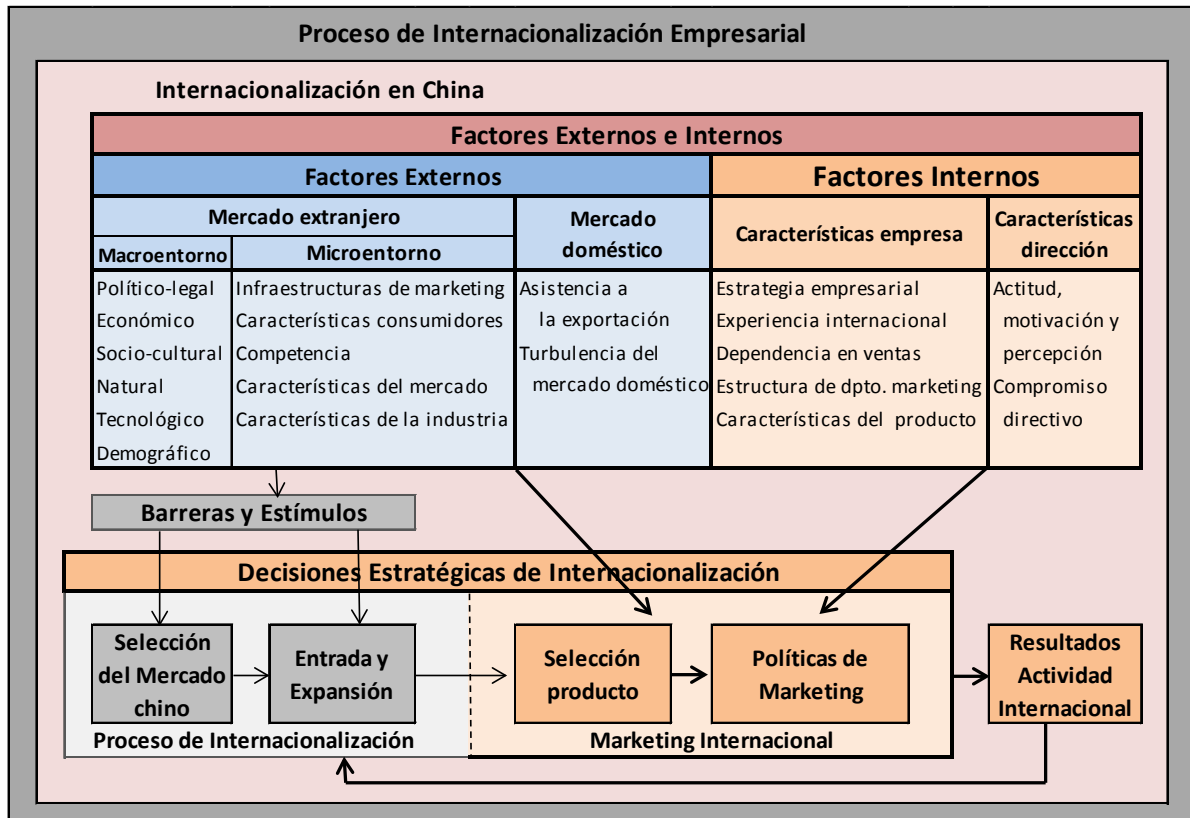 Proceso de Internacionalización Empresarial
Internacionalización en China
Factores Externos e Internos
Factores Externos
Factores Internos
Mercado extranjero
Mercado
doméstico
Características empresa
Características
dirección
Macroentorno
Microentorno
Político-legal
Económico
Socio-cultural
Natural
Tecnológico
Demográfico
Infraestructuras de marketing
Características consumidores
Competencia
Características del mercado
Características de la industria
Asistencia a
la exportación
Turbulencia del
mercado doméstico
Estrategia empresarial
Experiencia internacional
Dependencia en ventas
Estructura de dpto. marketing
Características del producto
Actitud,
motivación y
percepción
Compromiso
directivo
Barreras y Estímulos
Decisiones Estratégicas de Internacionalización
Selección
del Mercado
chino
Entrada y
Expansión
Selección
producto
Políticas de
Marketing
Resultados
Actividad
Internacional
Proceso de Internacionalización
Marketing Internacional